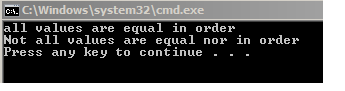 C:\Windows\system32\cmd.exe
all values are equal in order
Not all values are equal nor in order
Press any key to continue . . .